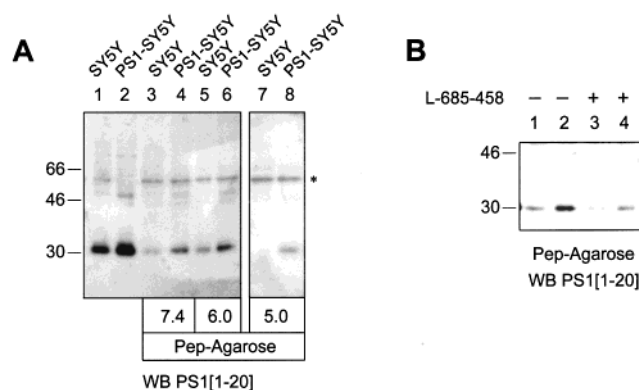 A
SY5Y PS1-SY5Y SY5Y PS1-SY5Y SY5Y PS1-SY5Y SY5Y PS1-SY5Y
1 2 3 4 5 6 7 8
66
46
30
*
7.4 6.0 5.0
Pep-Agarose
WB PS1[1-20]
B
L-685-458 – – + +
1 2 3 4
46
30
Pep-Agarose
WB PS1[1-20]